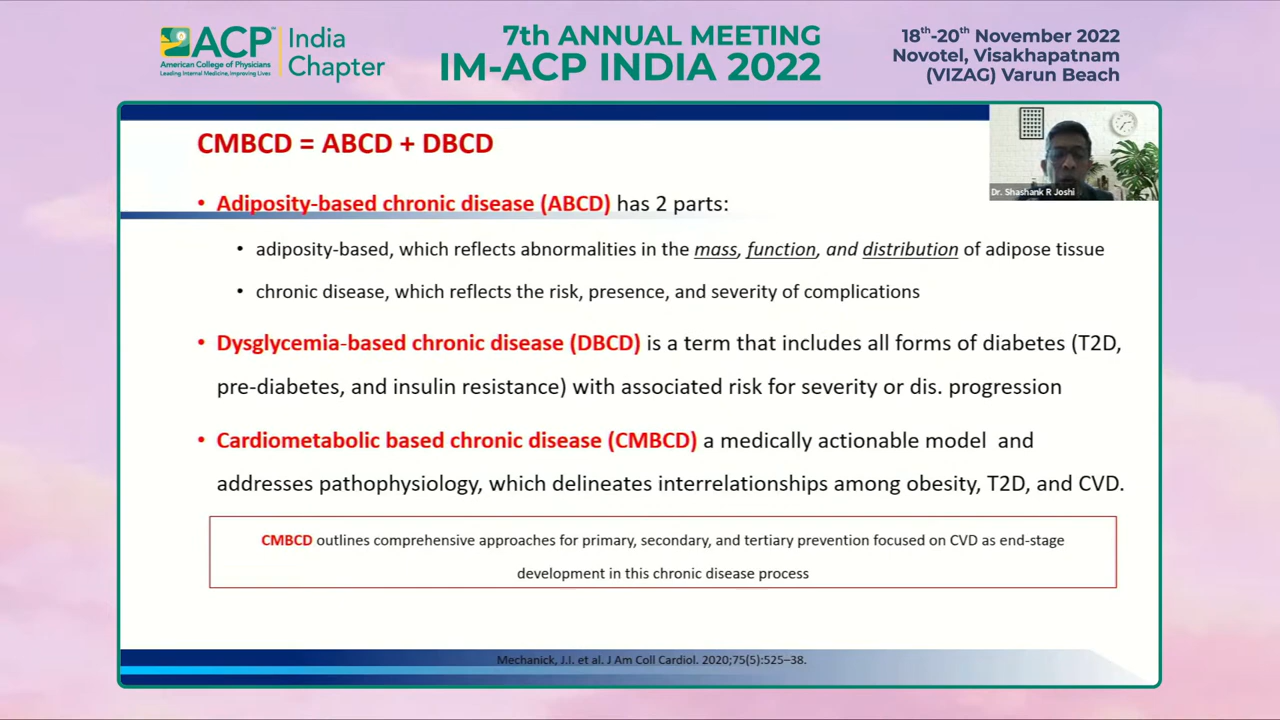 ACP™
American College of Physicians
Leading Internal Medicine, Improving Lives
India
Chapter
7th ANNUAL MEETING
IM-ACP INDIA 2022
18th-20th November 2022
Novotel, Visakhapatnam
(VIZAG) Varun Beach
Dr. Shashank R Joshi
CMBCD = ABCD + DBCD
• Adiposity-based chronic disease (ABCD) has 2 parts:
• adiposity-based, which reflects abnormalities in the mass, function, and distribution of adipose tissue
• chronic disease, which reflects the risk, presence, and severity of complications
• Dysglycemia-based chronic disease (DBCD) is a term that includes all forms of diabetes (T2D,
pre-diabetes, and insulin resistance) with associated risk for severity or dis. progression
• Cardiometabolic based chronic disease (CMBCD) a medically actionable model and
addresses pathophysiology, which delineates interrelationships among obesity, T2D, and CVD.
CMBCD outlines comprehensive approaches for primary, secondary, and tertiary prevention focused on CVD as end-stage
development in this chronic disease process
Mechanick, J.I. et al. J Am Coll Cardiol. 2020;75(5):525–38.